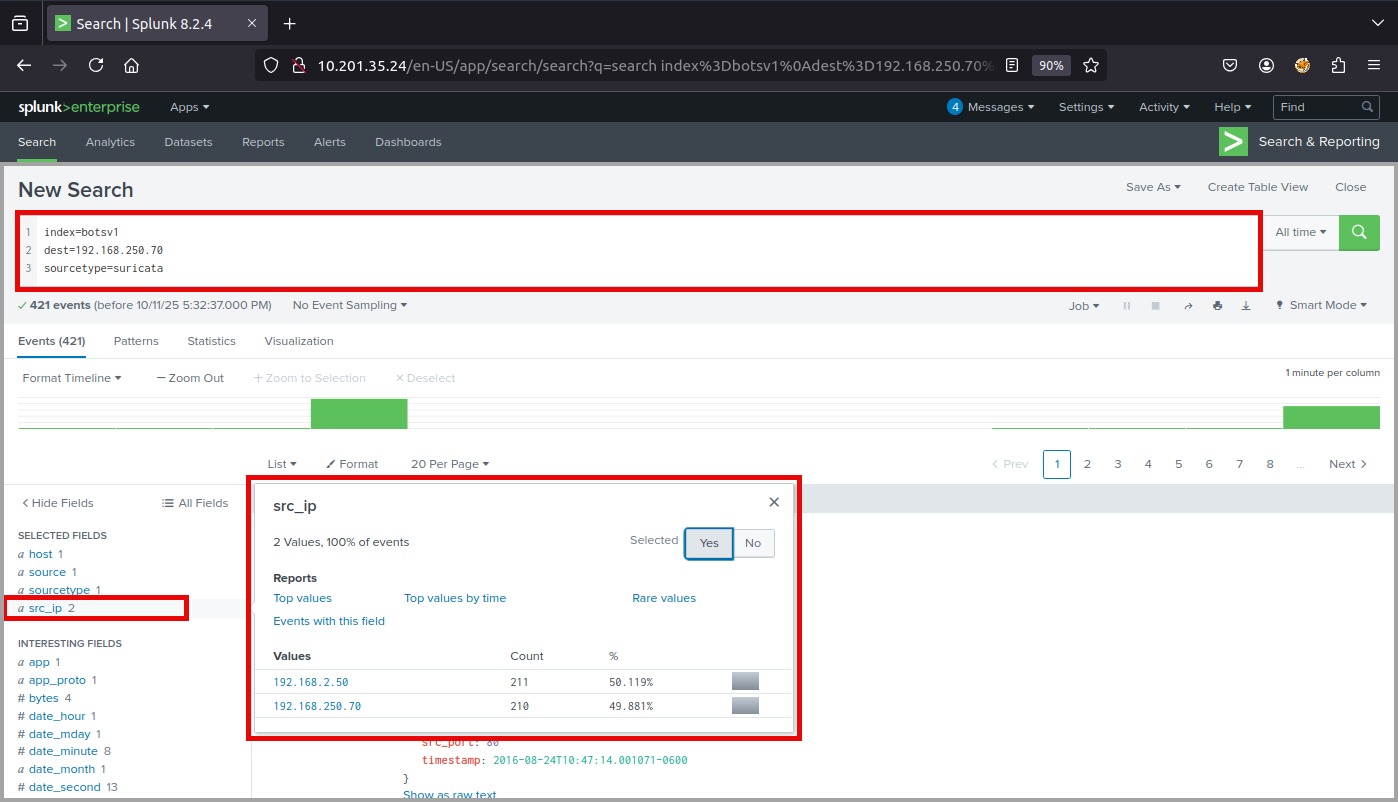 Search | Splunk 8.2.4
10.201.35.24/en-US/app/search/search?q=search index%3Dbotsv1%0Adest%3D192.168.250.70%
90%
splunk>enterprise Apps
4 Messages Settings Activity Help Find
Search Analytics Datasets Reports Alerts Dashboards Search & Reporting
New Search
Save As Create Table View Close
1 index=botsv1
2 dest=192.168.250.70
3 sourcetype=suricata
All time
421 events (before 10/11/25 5:32:37.000 PM) No Event Sampling
Job Smart Mode
Events (421) Patterns Statistics Visualization
Format Timeline — Zoom Out + Zoom to Selection × Deselect
1 minute per column
List Format 20 Per Page
< Prev 1 2 3 4 5 6 7 8 ... Next >
< Hide Fields All Fields
SELECTED FIELDS
a host 1
a source 1
a sourcetype 1
a src_ip 2
INTERESTING FIELDS
a app 1
a app_proto 1
# bytes 4
# date_hour 1
# date_mday 1
# date_minute 8
a date_month 1
# date_second 13
src_ip
2 Values, 100% of events
Selected Yes No
Reports
Top values Top values by time Rare values
Events with this field
Values Count %
192.168.2.50 211 50.119%
192.168.250.70 210 49.881%
src_port: 80
timestamp: 2016-08-24T10:47:14.001071-0600
}
Show as raw text